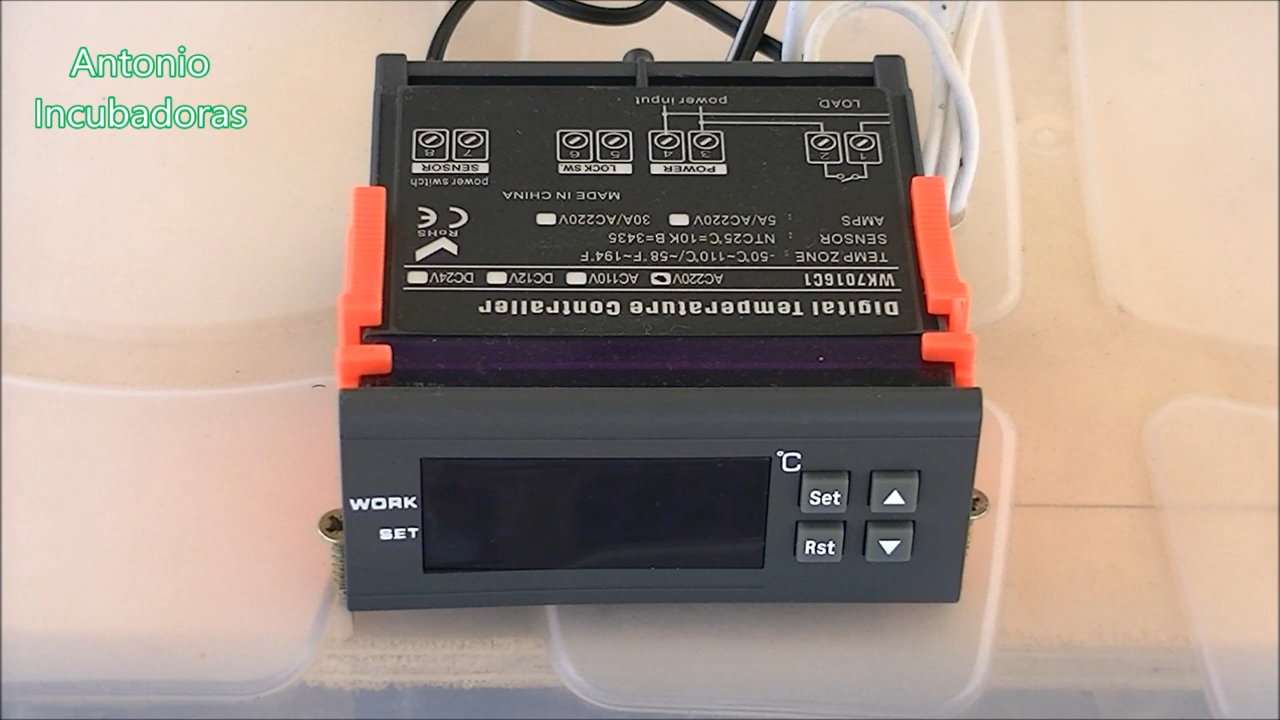 Antonio
Incubadoras
Digital Temperature Contraller
WK7016C1 AC220V AC110V DC12V DC24V
TEMP ZONE : -50℃~110℃/~58°F~194°F
SENSOR : NTC25℃=10K B=3435
AMPS : 5A/AC220V 30A/AC220V
RoHS
CE
MADE IN CHINA
POWER LOCK SW SENSOR
power switch
1 2 3 4 5 6 7 8
LOAD power input
℃
WORK
SET
Set
Rst